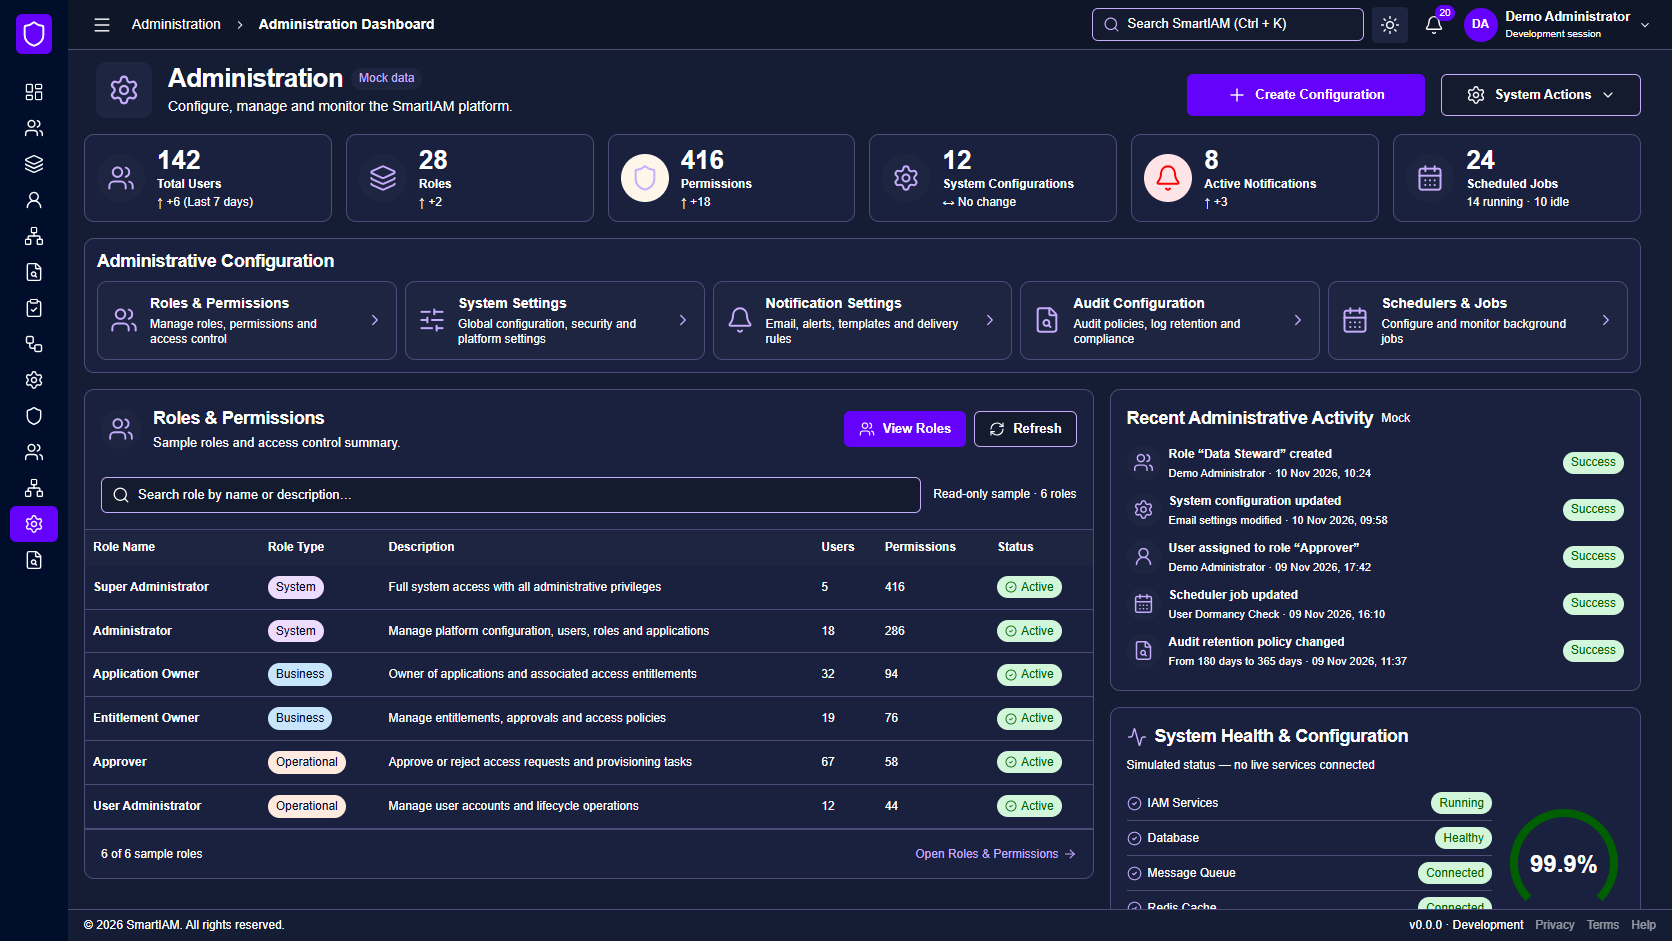 Administration > Administration Dashboard
Search SmartIAM (Ctrl + K)
20
DA
Demo Administrator
Development session
Administration
Mock data
Configure, manage and monitor the SmartIAM platform.
Create Configuration
System Actions
142
Total Users
↑ +6 (Last 7 days)
28
Roles
↑ +2
416
Permissions
↑ +18
12
System Configurations
↔ No change
8
Active Notifications
↑ +3
24
Scheduled Jobs
14 running · 10 idle
Administrative Configuration
Roles & Permissions
Manage roles, permissions and
access control
System Settings
Global configuration, security and
platform settings
Notification Settings
Email, alerts, templates and delivery
rules
Audit Configuration
Audit policies, log retention and
compliance
Schedulers & Jobs
Configure and monitor background
jobs
Roles & Permissions
Sample roles and access control summary.
View Roles
Refresh
Search role by name or description...
Read-only sample · 6 roles
Role Name Role Type Description Users Permissions Status
Super Administrator System Full system access with all administrative privileges 5 416 Active
Administrator System Manage platform configuration, users, roles and applications 18 286 Active
Application Owner Business Owner of applications and associated access entitlements 32 94 Active
Entitlement Owner Business Manage entitlements, approvals and access policies 19 76 Active
Approver Operational Approve or reject access requests and provisioning tasks 67 58 Active
User Administrator Operational Manage user accounts and lifecycle operations 12 44 Active
6 of 6 sample roles
Open Roles & Permissions →
Recent Administrative Activity Mock
Role “Data Steward” created
Demo Administrator · 10 Nov 2026, 10:24
Success
System configuration updated
Email settings modified · 10 Nov 2026, 09:58
Success
User assigned to role “Approver”
Demo Administrator · 09 Nov 2026, 17:42
Success
Scheduler job updated
User Dormancy Check · 09 Nov 2026, 16:10
Success
Audit retention policy changed
From 180 days to 365 days · 09 Nov 2026, 11:37
Success
System Health & Configuration
Simulated status — no live services connected
IAM Services Running
Database Healthy
Message Queue Connected
Redis Cache Connected
99.9%
© 2026 SmartIAM. All rights reserved.
v0.0.0 · Development Privacy Terms Help